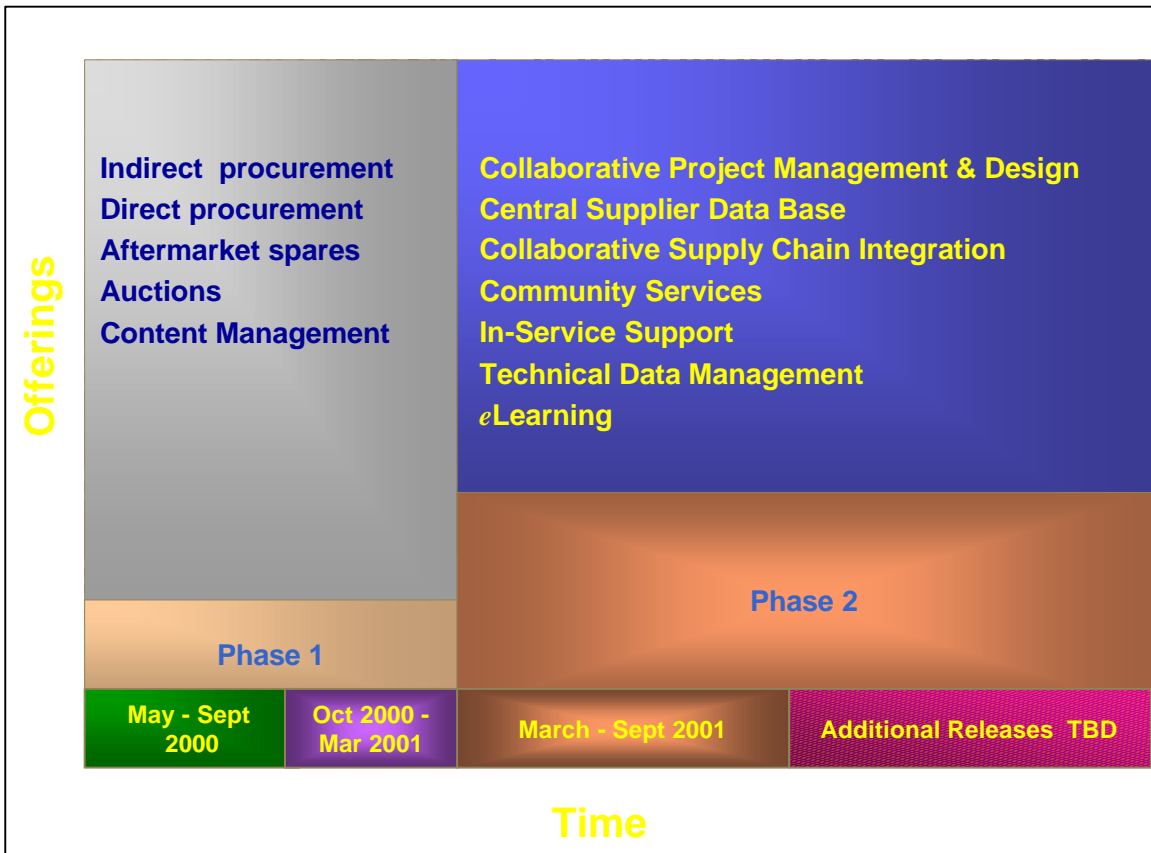 Offerings
Indirect procurement
Direct procurement
Aftermarket spares
Auctions
Content Management
Collaborative Project Management & Design
Central Supplier Data Base
Collaborative Supply Chain Integration
Community Services
In-Service Support
Technical Data Management
eLearning
Phase 1
Phase 2
May - Sept
2000
Oct 2000 -
Mar 2001
March - Sept 2001
Additional Releases TBD
Time